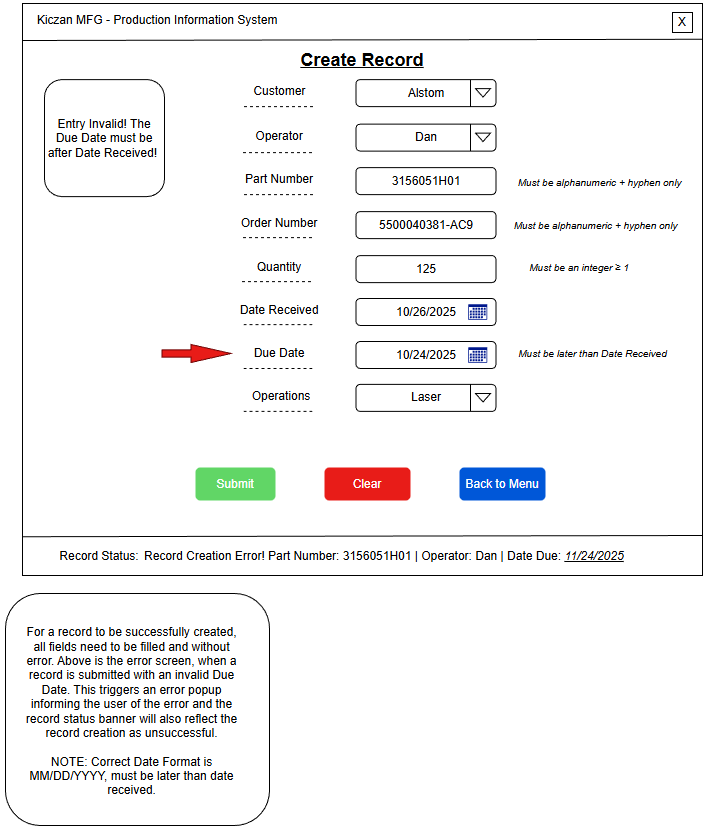 Kiczan MFG - Production Information System
X
Create Record
Entry Invalid! The
Due Date must be
after Date Received!
Customer
Alstom
Operator
Dan
Part Number
3156051H01
Must be alphanumeric + hyphen only
Order Number
5500040381-AC9
Must be alphanumeric + hyphen only
Quantity
125
Must be an integer ≥ 1
Date Received
10/26/2025
Due Date
10/24/2025
Must be later than Date Received
Operations
Laser
Submit
Clear
Back to Menu
Record Status: Record Creation Error! Part Number: 3156051H01 | Operator: Dan | Date Due: 11/24/2025
For a record to be successfully created,
all fields need to be filled and without
error. Above is the error screen, when a
record is submitted with an invalid Due
Date. This triggers an error popup
informing the user of the error and the
record status banner will also reflect the
record creation as unsuccessful.
NOTE: Correct Date Format is
MM/DD/YYYY, must be later than date
received.